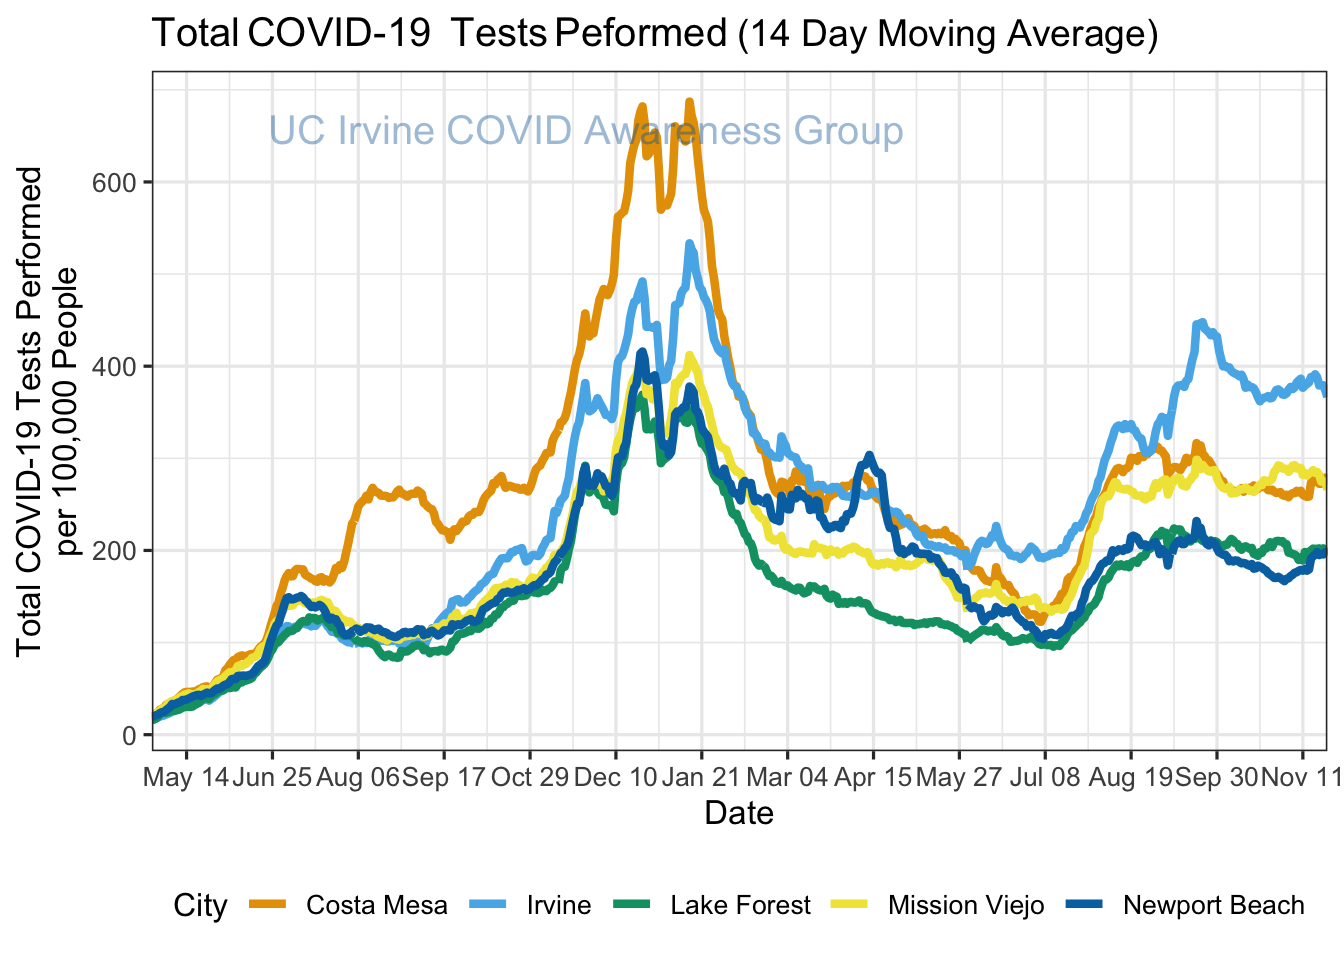 Total COVID-19 Tests Peformed (14 Day Moving Average)
UC Irvine COVID Awareness Group
Total COVID-19 Tests Performed
per 100,000 People
600
400
200
0
May 14 Jun 25 Aug 06 Sep 17 Oct 29 Dec 10 Jan 21 Mar 04 Apr 15 May 27 Jul 08 Aug 19 Sep 30 Nov 11
Date
City Costa Mesa Irvine Lake Forest Mission Viejo Newport Beach